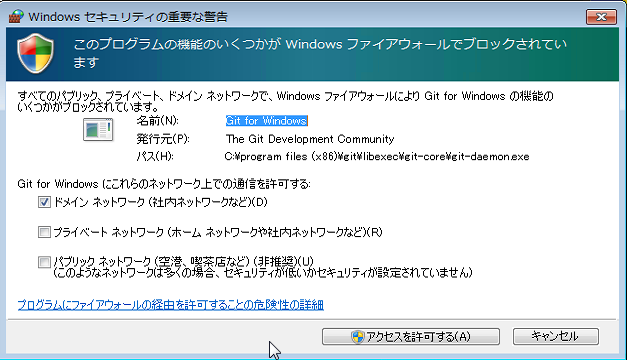 Windows セキュリティの重要な警告
このプログラムの機能のいくつかが Windows ファイアウォールでブロックされてい
ます
すべてのパブリック、プライベート、ドメイン ネットワークで、Windows ファイアウォールにより Git for Windows の機能の
いくつかがブロックされています。
名前(N): Git for Windows
発行元(P): The Git Development Community
パス(H): C:¥program files (x86)¥git¥libexec¥git-core¥git-daemon.exe
Git for Windows にこれらのネットワーク上での通信を許可する:
ドメイン ネットワーク (社内ネットワークなど)(D)
プライベート ネットワーク (ホーム ネットワークや社内ネットワークなど)(R)
パブリック ネットワーク (空港、喫茶店など) (非推奨)(U)
(このようなネットワークは多くの場合、セキュリティが低いかセキュリティが設定されていません)
プログラムにファイアウォールの経由を許可することの危険性の詳細
アクセスを許可する(A) キャンセル